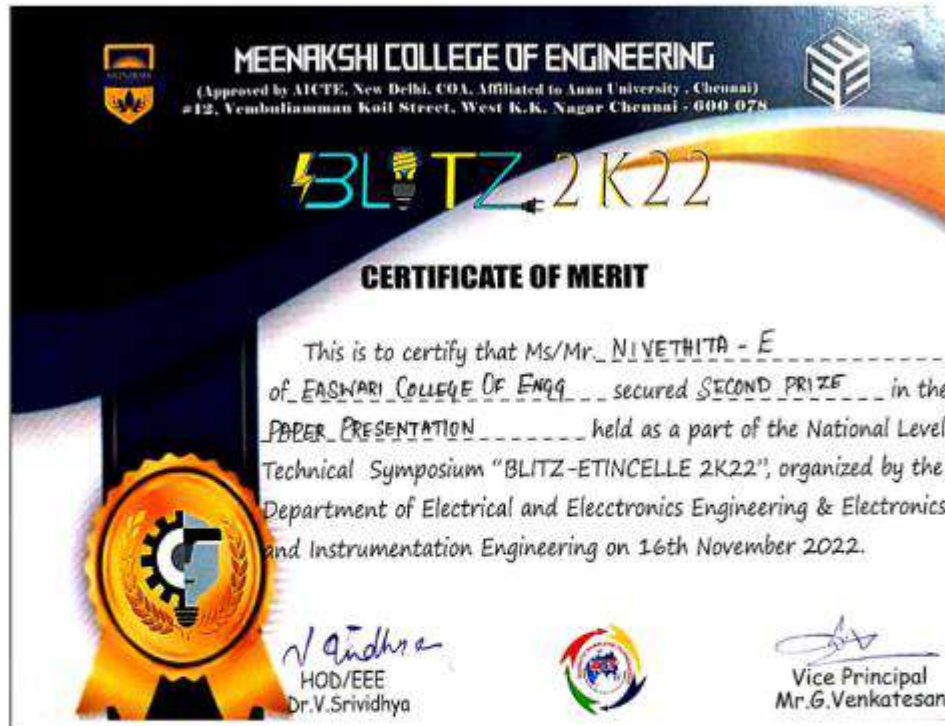 MEENAKSHI COLLEGE OF ENGINEERING
(Approved by AICTE, New Delhi, COA, Affiliated to Anna University , Chennai)
#12, Vembuliamman Koil Street, West K.K. Nagar Chennai - 600 078
BLITZ 2K22
CERTIFICATE OF MERIT
This is to certify that Ms/Mr. NIVETHITA - E
of EASWARI COLLEGE OF ENGG secured SECOND PRIZE in the
PAPER PRESENTATION held as a part of the National Level
Technical Symposium "BLITZ-ETINCELLE 2K22", organized by the
Department of Electrical and Elecctronics Engineering & Electronics
and Instrumentation Engineering on 16th November 2022.
HOD/EEE
Dr.V.Srividhya
Vice Principal
Mr.G.Venkatesan